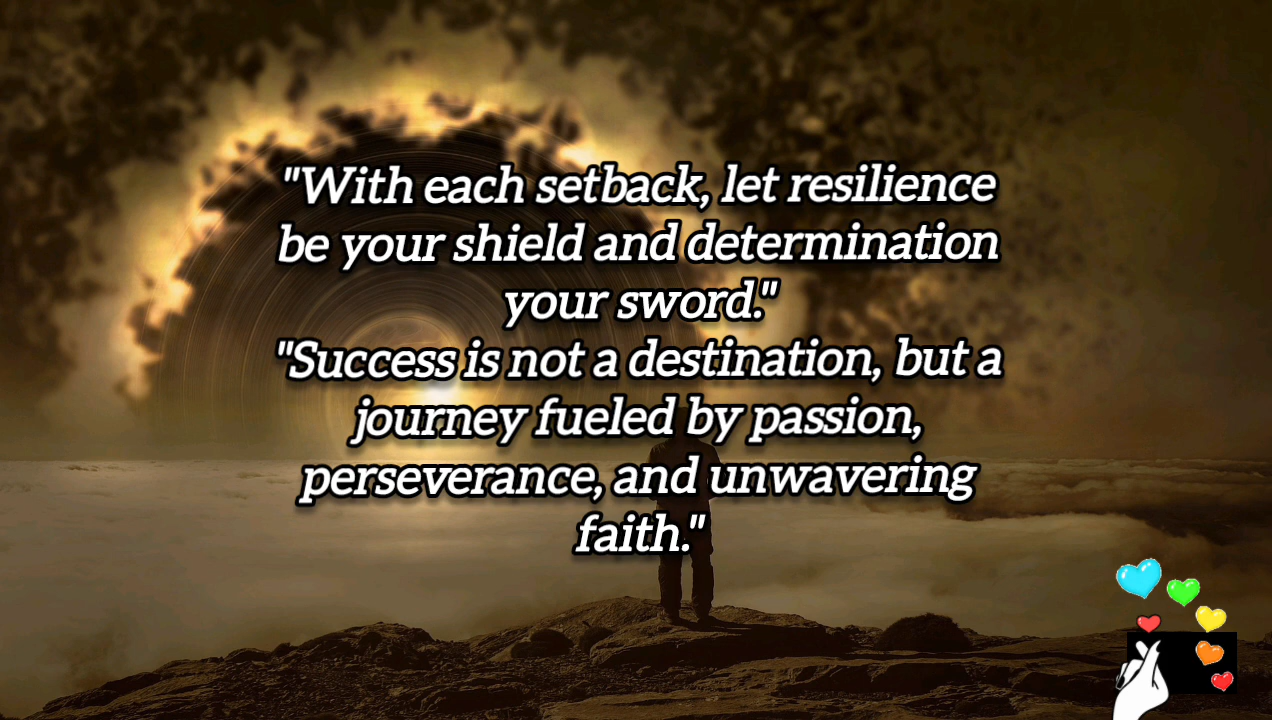 "With each setback, let resilience
be your shield and determination
your sword."
"Success is not a destination, but a
journey fueled by passion,
perseverance, and unwavering
faith."